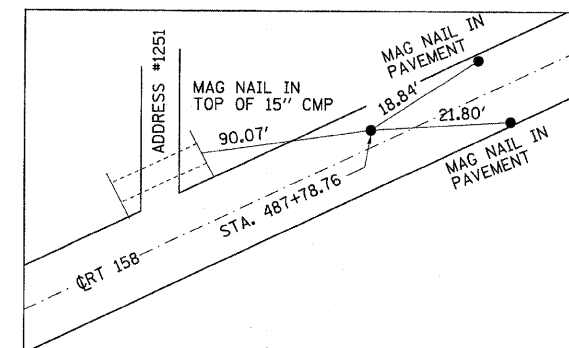 MAG NAIL IN
PAVEMENT
ADDRESS #1251
MAG NAIL IN
TOP OF 15" CMP
18.84'
90.07'
21.80'
MAG NAIL IN
PAVEMENT
STA. 487+78.76
℄RT 158